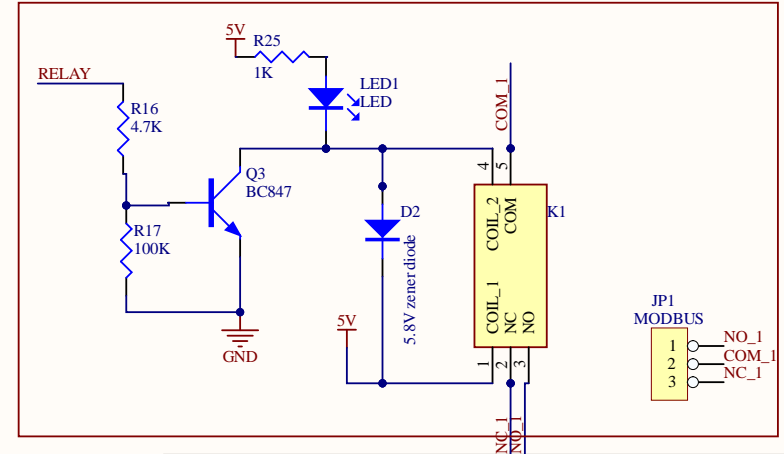 5V
R25
1K
RELAY
LED1
LED
R16
4.7K
COM_1
4
5
Q3
BC847
COIL_2
COM
K1
D2
5.8V zener diode
R17
100K
COIL_1
NC
NO
5V
GND
1
2
3
NC_1
NO_1
JP1
MODBUS
1
NO_1
2
COM_1
3
NC_1